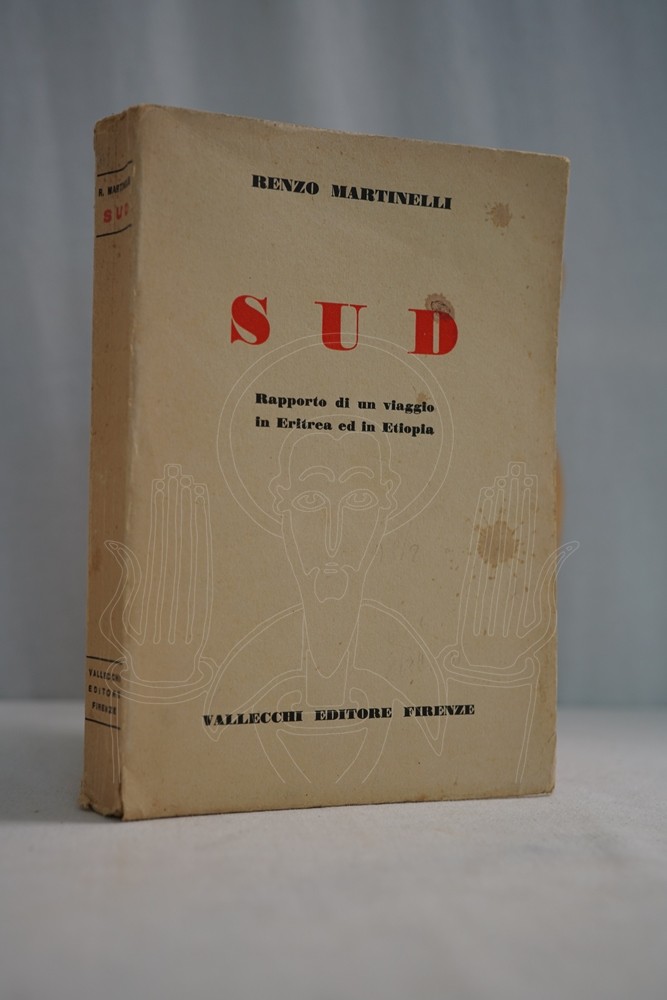 RENZO MARTINELLI
SUD
Rapporto di un viaggio
in Eritrea ed in Etiopia
VALLECCHI EDITORE FIRENZE
R. MARTINELLI
SUD
VALLECCHI
EDITORE
FIRENZE